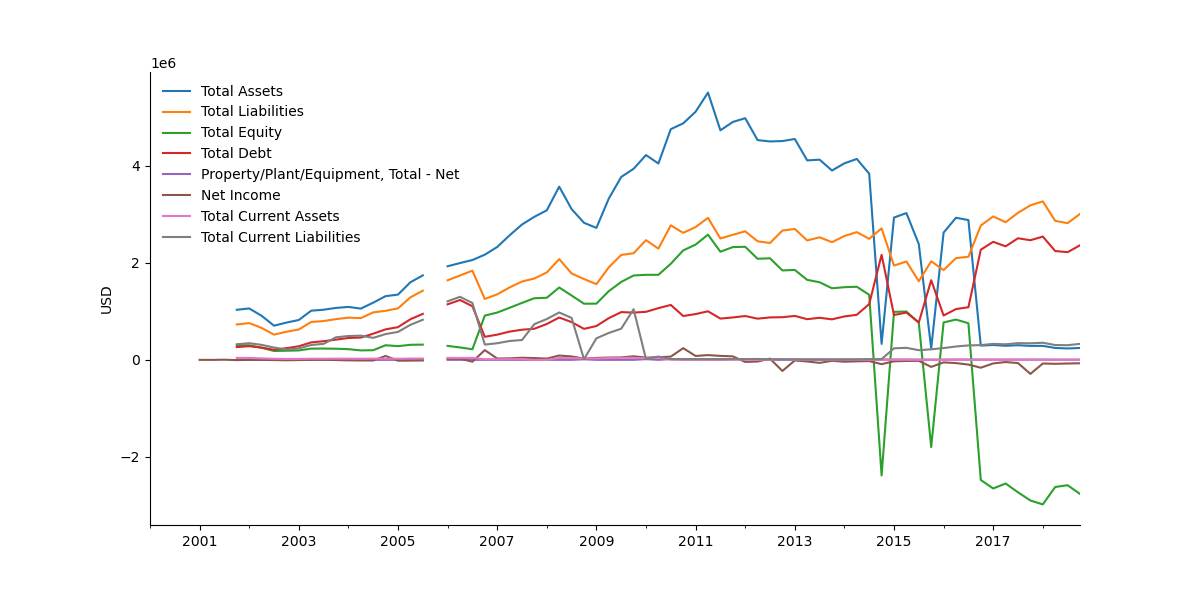 1e6
Total Assets
Total Liabilities
Total Equity
Total Debt
Property/Plant/Equipment, Total - Net
Net Income
Total Current Assets
Total Current Liabilities
USD
4
2
0
−2
2001 2003 2005 2007 2009 2011 2013 2015 2017